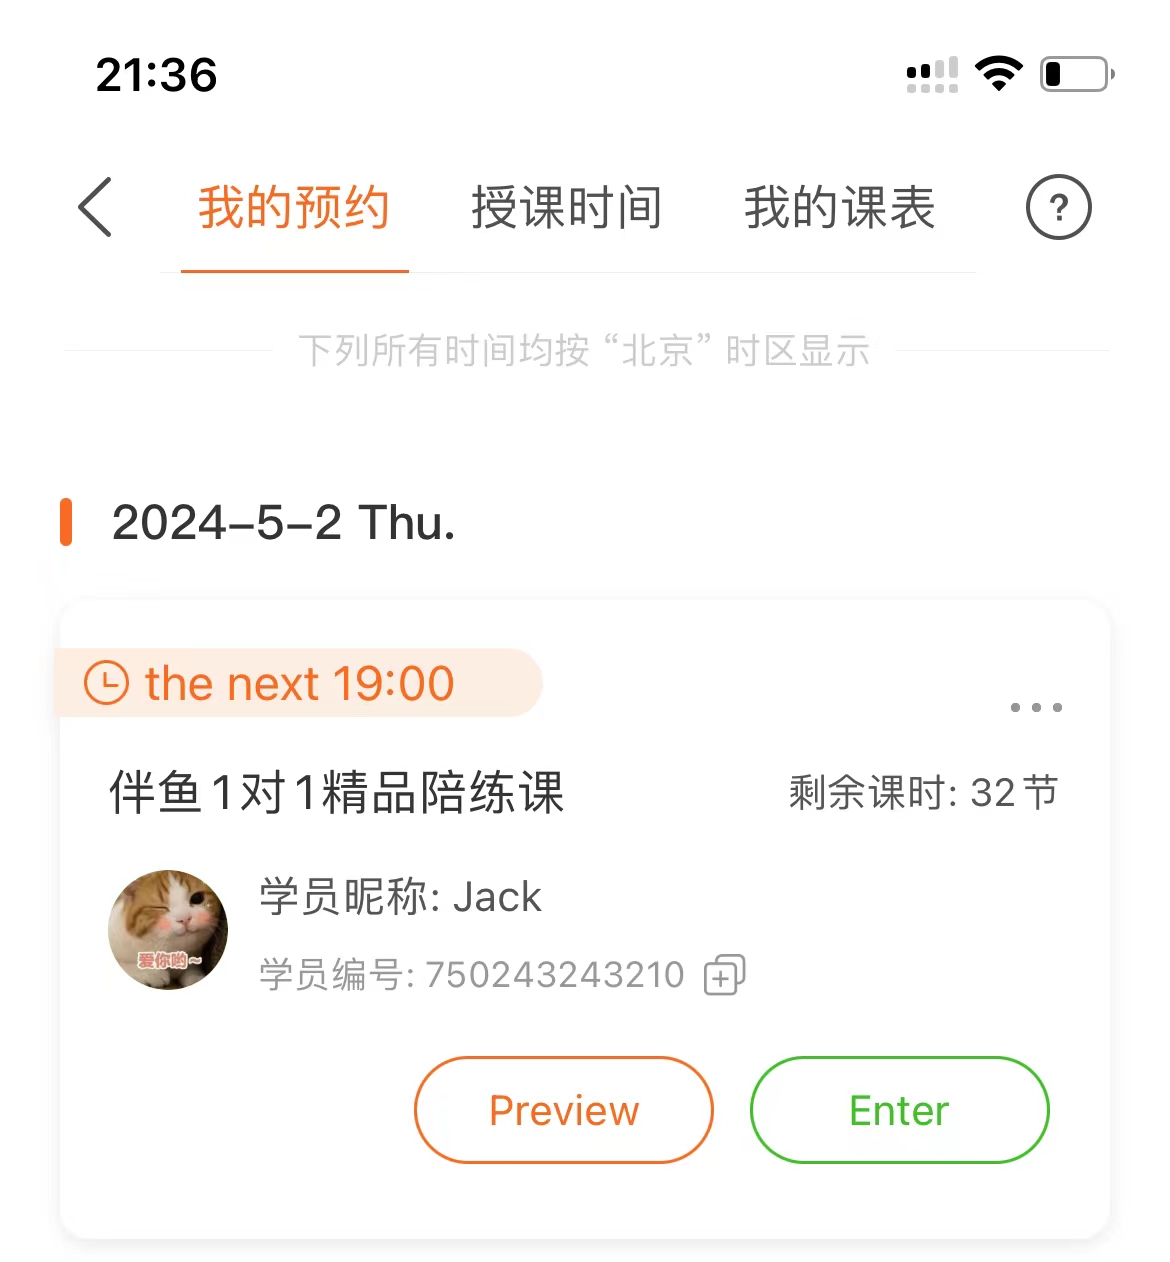 21:36
我的预约 授课时间 我的课表 ?
下列所有时间均按 “北京” 时区显示
2024-5-2 Thu.
the next 19:00
伴鱼1对1精品陪练课 剩余课时: 32节
学员昵称: Jack
爱你哟~
学员编号: 750243243210
Preview Enter